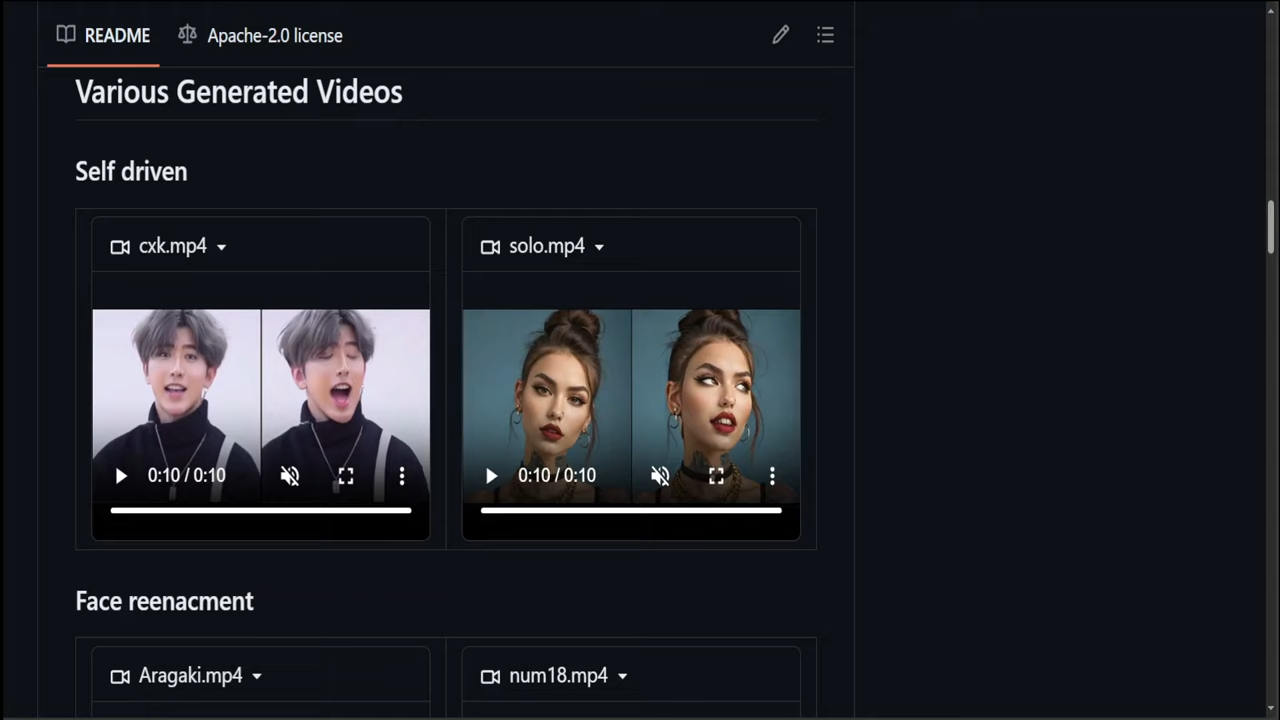 README Apache-2.0 license
Various Generated Videos
Self driven
cxk.mp4 solo.mp4
0:10 / 0:10 0:10 / 0:10
Face reenacment
Aragaki.mp4 num18.mp4